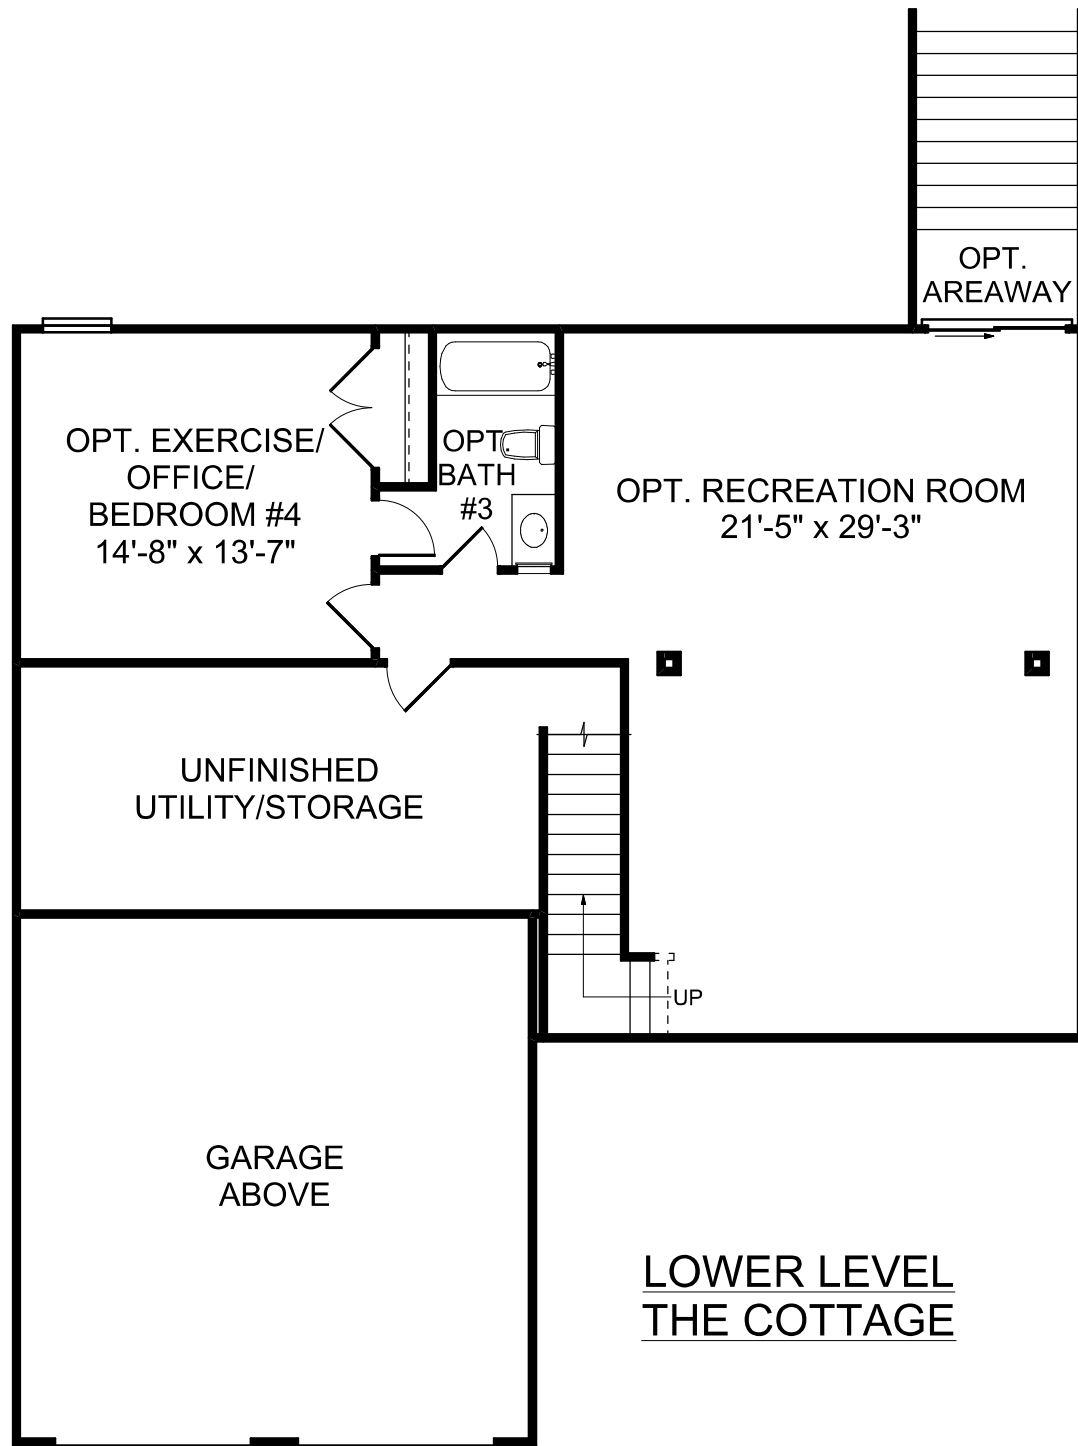 OPT.
AREAWAY
OPT. EXERCISE/
OFFICE/
BEDROOM #4
14'-8" x 13'-7"
OPT
BATH
#3
OPT. RECREATION ROOM
21'-5" x 29'-3"
UNFINISHED
UTILITY/STORAGE
UP
GARAGE
ABOVE
LOWER LEVEL
THE COTTAGE